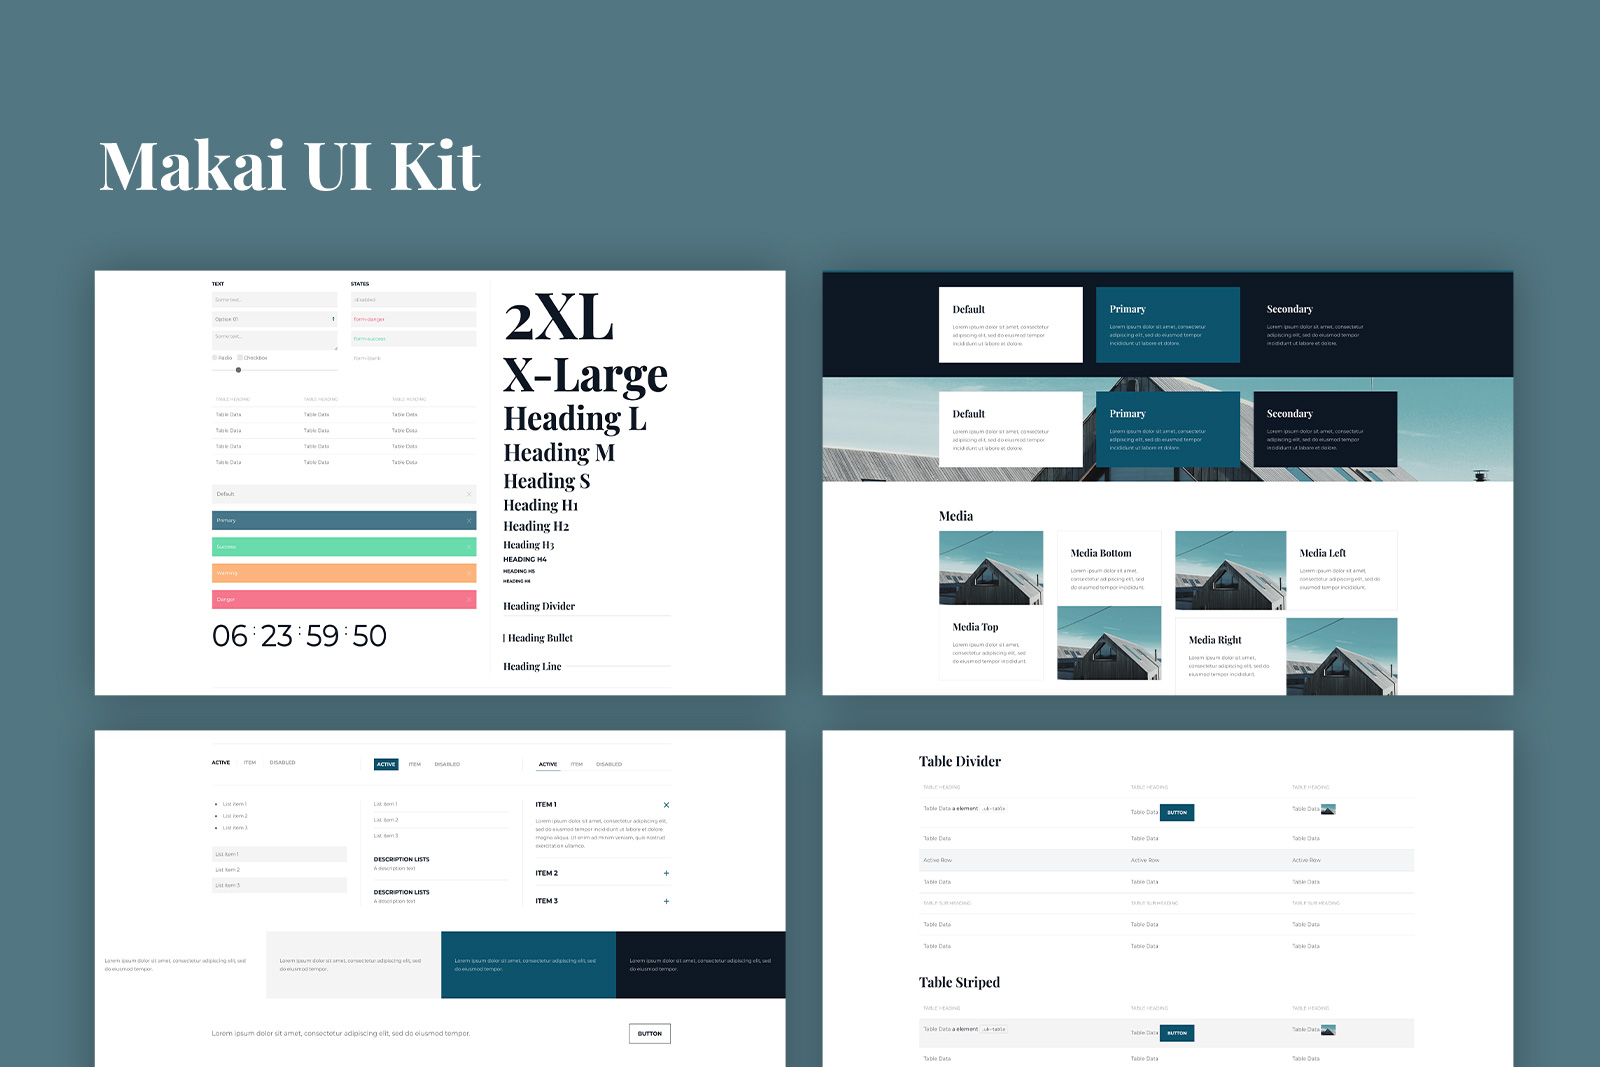 Makai UI Kit
TEXT
Some text...
Option 01
Some text...
Radio Checkbox
STATES
:disabled
form-danger
form-success
form-blank
TABLE HEADING TABLE HEADING TABLE HEADING
Table Data Table Data Table Data
Table Data Table Data Table Data
Table Data Table Data Table Data
Table Data Table Data Table Data
Default
Primary
Success
Warning
Danger
06 : 23 : 59 : 50
2XL
X-Large
Heading L
Heading M
Heading S
Heading H1
Heading H2
Heading H3
HEADING H4
HEADING H5
HEADING H6
Heading Divider
Heading Bullet
Heading Line
Default
Lorem ipsum dolor sit amet, consectetur
adipiscing elit, sed do eiusmod tempor
incididunt ut labore et dolore.
Primary
Lorem ipsum dolor sit amet, consectetur
adipiscing elit, sed do eiusmod tempor
incididunt ut labore et dolore.
Secondary
Lorem ipsum dolor sit amet, consectetur
adipiscing elit, sed do eiusmod tempor
incididunt ut labore et dolore.
Default
Lorem ipsum dolor sit amet, consectetur
adipiscing elit, sed do eiusmod tempor
incididunt ut labore et dolore.
Primary
Lorem ipsum dolor sit amet, consectetur
adipiscing elit, sed do eiusmod tempor
incididunt ut labore et dolore.
Secondary
Lorem ipsum dolor sit amet, consectetur
adipiscing elit, sed do eiusmod tempor
incididunt ut labore et dolore.
Media
Media Top
Lorem ipsum dolor sit amet,
consectetur adipiscing elit, sed
do eiusmod tempor incididunt.
Media Bottom
Lorem ipsum dolor sit amet,
consectetur adipiscing elit, sed
do eiusmod tempor incididunt.
Media Left
Lorem ipsum dolor sit amet,
consectetur adipiscing elit, sed do
eiusmod tempor incididunt.
Media Right
Lorem ipsum dolor sit amet,
consectetur adipiscing elit, sed do
eiusmod tempor incididunt.
ACTIVE ITEM DISABLED
ACTIVE ITEM DISABLED
ACTIVE ITEM DISABLED
List item 1
List item 2
List item 3
List item 1
List item 2
List item 3
List item 1
List item 2
List item 3
DESCRIPTION LISTS
A description text
DESCRIPTION LISTS
A description text
ITEM 1
Lorem ipsum dolor sit amet, consectetur adipiscing elit,
sed do eiusmod tempor incididunt ut labore et dolore
magna aliqua. Ut enim ad minim veniam, quis nostrud
exercitation ullamco.
ITEM 2
ITEM 3
Lorem ipsum dolor sit amet, consectetur adipiscing elit, sed
do eiusmod tempor.
Lorem ipsum dolor sit amet, consectetur adipiscing elit, sed
do eiusmod tempor.
Lorem ipsum dolor sit amet, consectetur adipiscing elit, sed
do eiusmod tempor.
Lorem ipsum dolor sit amet, consectetur adipiscing elit, sed
do eiusmod tempor.
Lorem ipsum dolor sit amet, consectetur adipiscing elit, sed do eiusmod tempor.
BUTTON
Table Divider
TABLE HEADING TABLE HEADING TABLE HEADING
Table Data a element .uk-table Table Data BUTTON Table Data
Table Data Table Data Table Data
Active Row Active Row Active Row
Table Data Table Data Table Data
TABLE SUB HEADING TABLE SUB HEADING TABLE SUB HEADING
Table Data Table Data Table Data
Table Data Table Data Table Data
Table Striped
TABLE HEADING TABLE HEADING TABLE HEADING
Table Data a element .uk-table Table Data BUTTON Table Data
Table Data Table Data Table Data